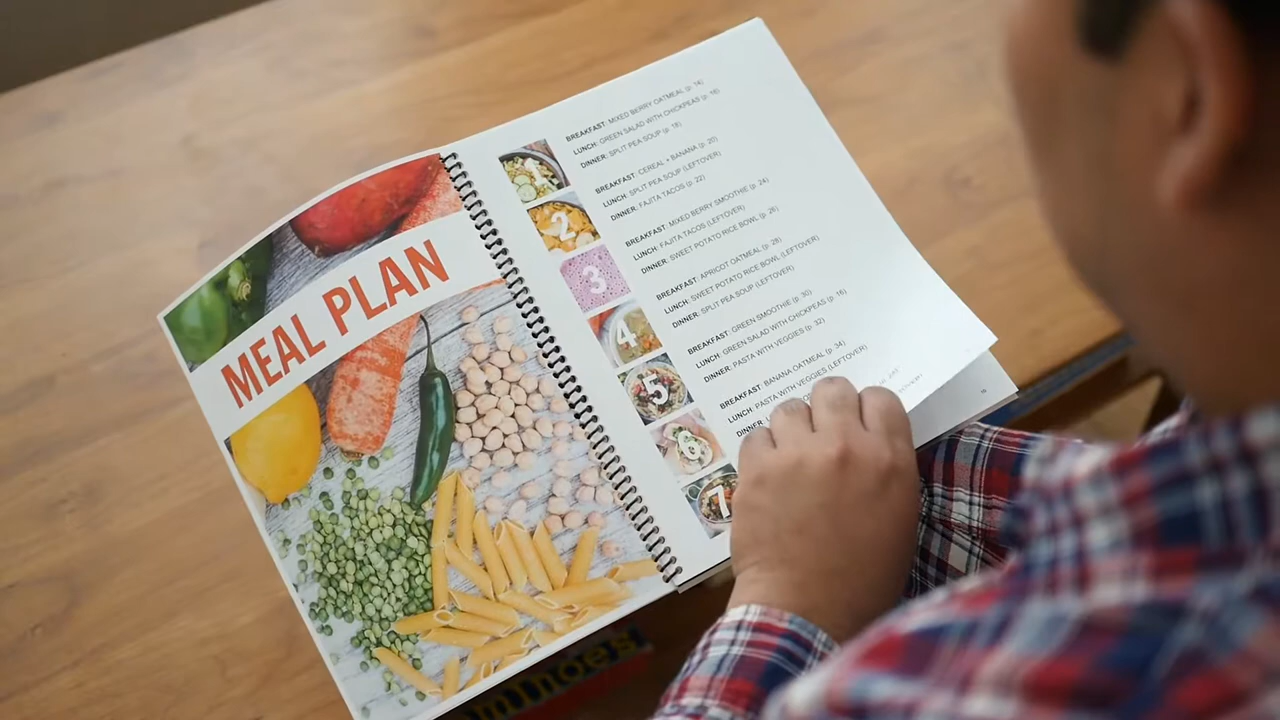 MEAL PLAN
1
BREAKFAST: MIXED BERRY OATMEAL (p. 14)
LUNCH: GREEN SALAD WITH CHICKPEAS (p. 16)
DINNER: SPLIT PEA SOUP (p. 18)
2
BREAKFAST: CEREAL + BANANA (p. 20)
LUNCH: SPLIT PEA SOUP (LEFTOVER)
DINNER: FAJITA TACOS (p. 22)
3
BREAKFAST: MIXED BERRY SMOOTHIE (p. 24)
LUNCH: FAJITA TACOS (LEFTOVER)
DINNER: SWEET POTATO RICE BOWL (p. 26)
4
BREAKFAST: APRICOT OATMEAL (p. 28)
LUNCH: SWEET POTATO RICE BOWL (LEFTOVER)
DINNER: SPLIT PEA SOUP (LEFTOVER)
5
BREAKFAST: GREEN SMOOTHIE (p. 30)
LUNCH: GREEN SALAD WITH CHICKPEAS (p. 16)
DINNER: PASTA WITH VEGGIES (p. 32)
6
BREAKFAST: BANANA OATMEAL (p. 34)
LUNCH: PASTA WITH VEGGIES (LEFTOVER)
DINNER:
7